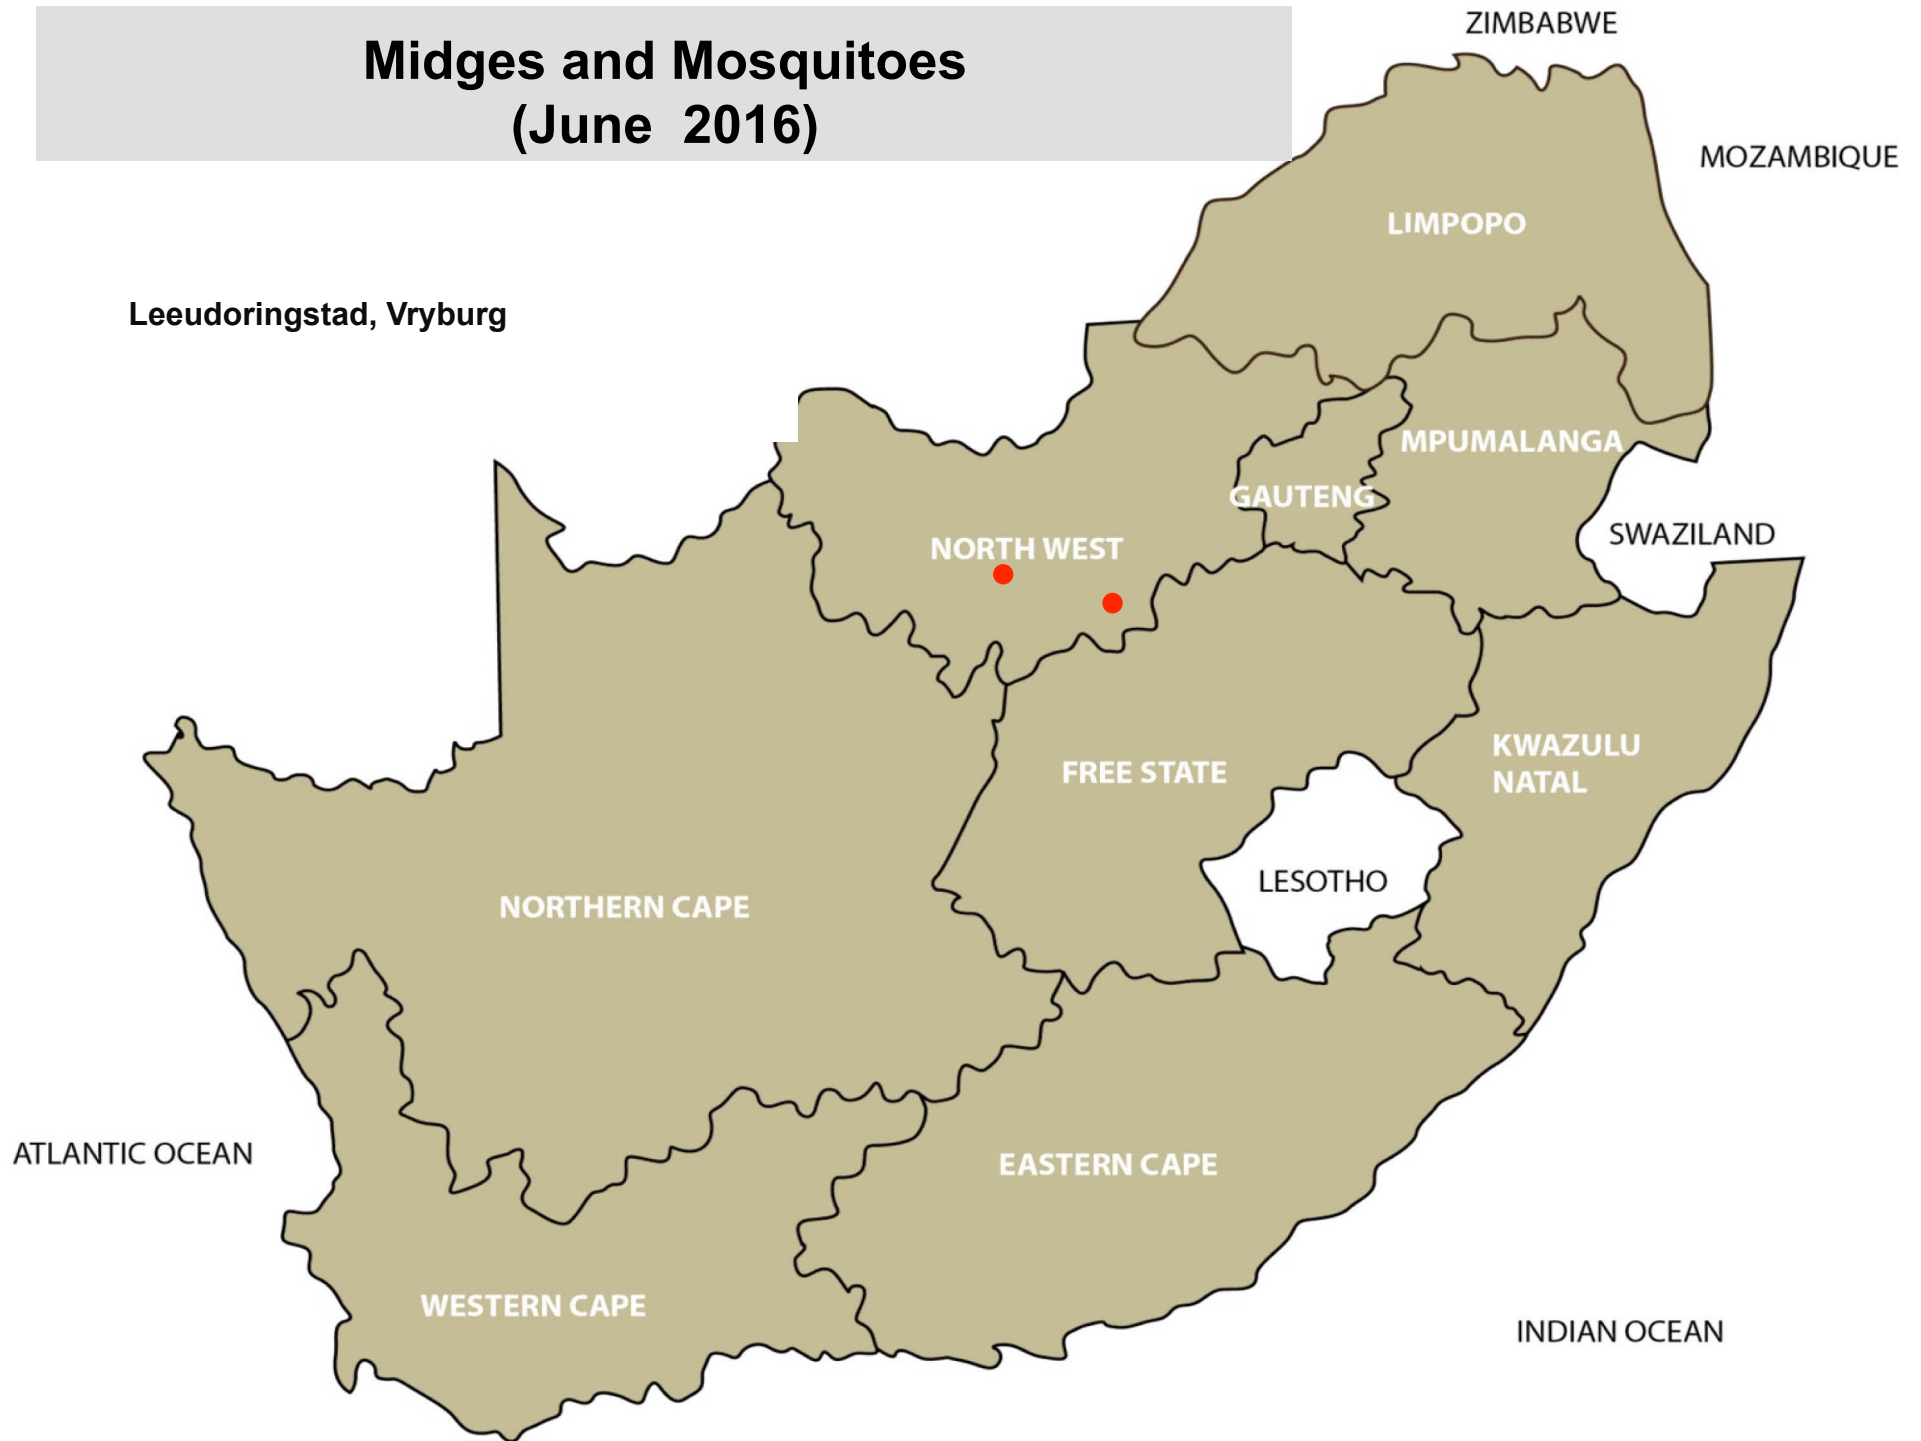 Midges and Mosquitoes
(June 2016)
ZIMBABWE
MOZAMBIQUE
LIMPOPO
Leeudoringstad, Vryburg
MPUMALANGA
GAUTENG
SWAZILAND
NORTH WEST
KWAZULU
NATAL
FREE STATE
LESOTHO
NORTHERN CAPE
ATLANTIC OCEAN
EASTERN CAPE
WESTERN CAPE
INDIAN OCEAN